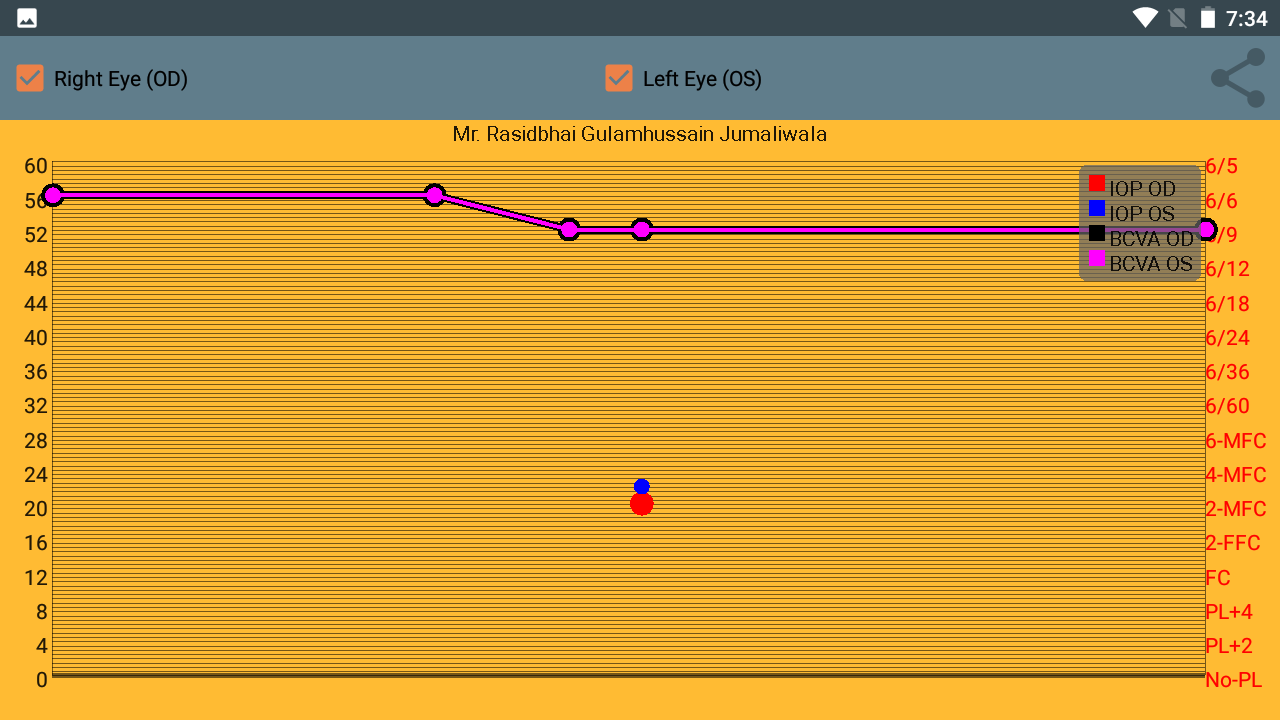 7:34
Right Eye (OD)
Left Eye (OS)
Mr. Rasidbhai Gulamhussain Jumaliwala
60
56
52
48
44
40
36
32
28
24
20
16
12
8
4
0
IOP OD
IOP OS
BCVA OD
BCVA OS
6/5
6/6
6/9
6/12
6/18
6/24
6/36
6/60
6-MFC
4-MFC
2-MFC
2-FFC
FC
PL+4
PL+2
No-PL